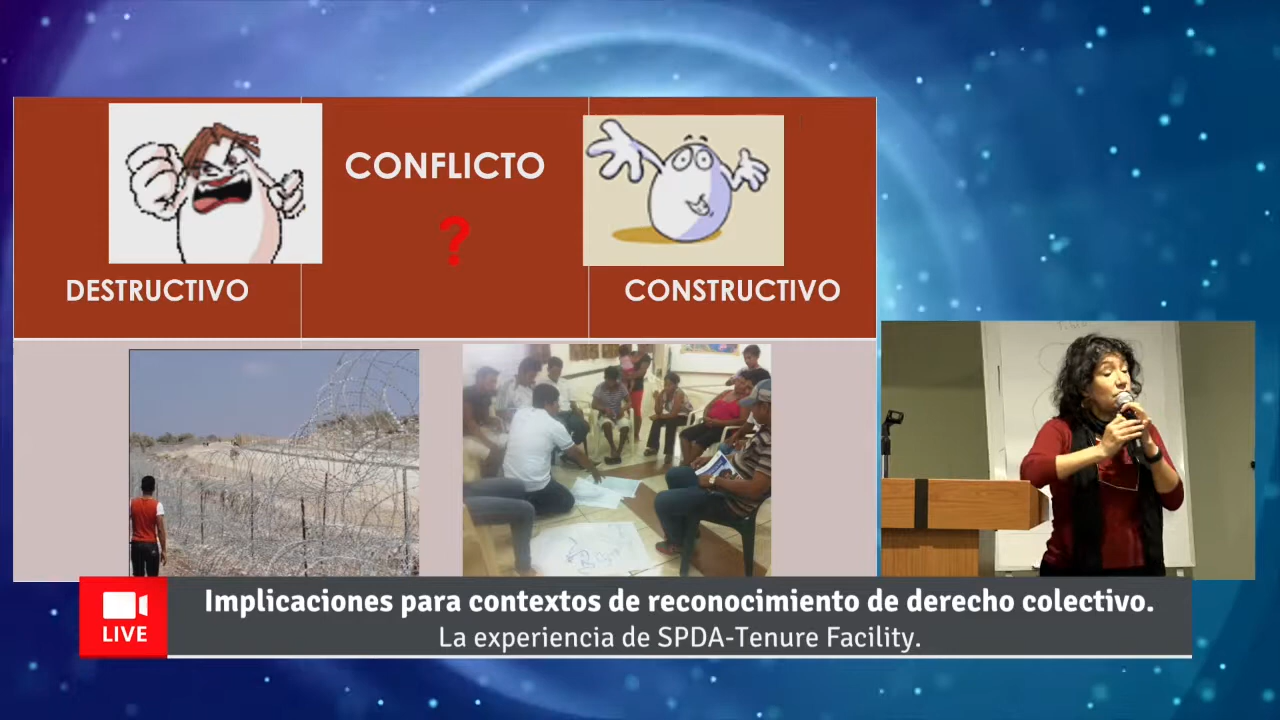 CONFLICTO
?
DESTRUCTIVO
CONSTRUCTIVO
LIVE
Implicaciones para contextos de reconocimiento de derecho colectivo.
La experiencia de SPDA-Tenure Facility.